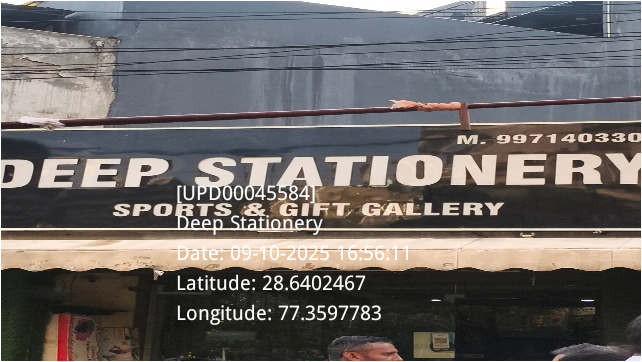 M. 997140330
DEEP STATIONERY
[UPD00045584]
SPORTS & GIFT GALLERY
Deep Stationery
Date: 09-10-2025 16:56:11
Latitude: 28.6402467
Longitude: 77.3597783